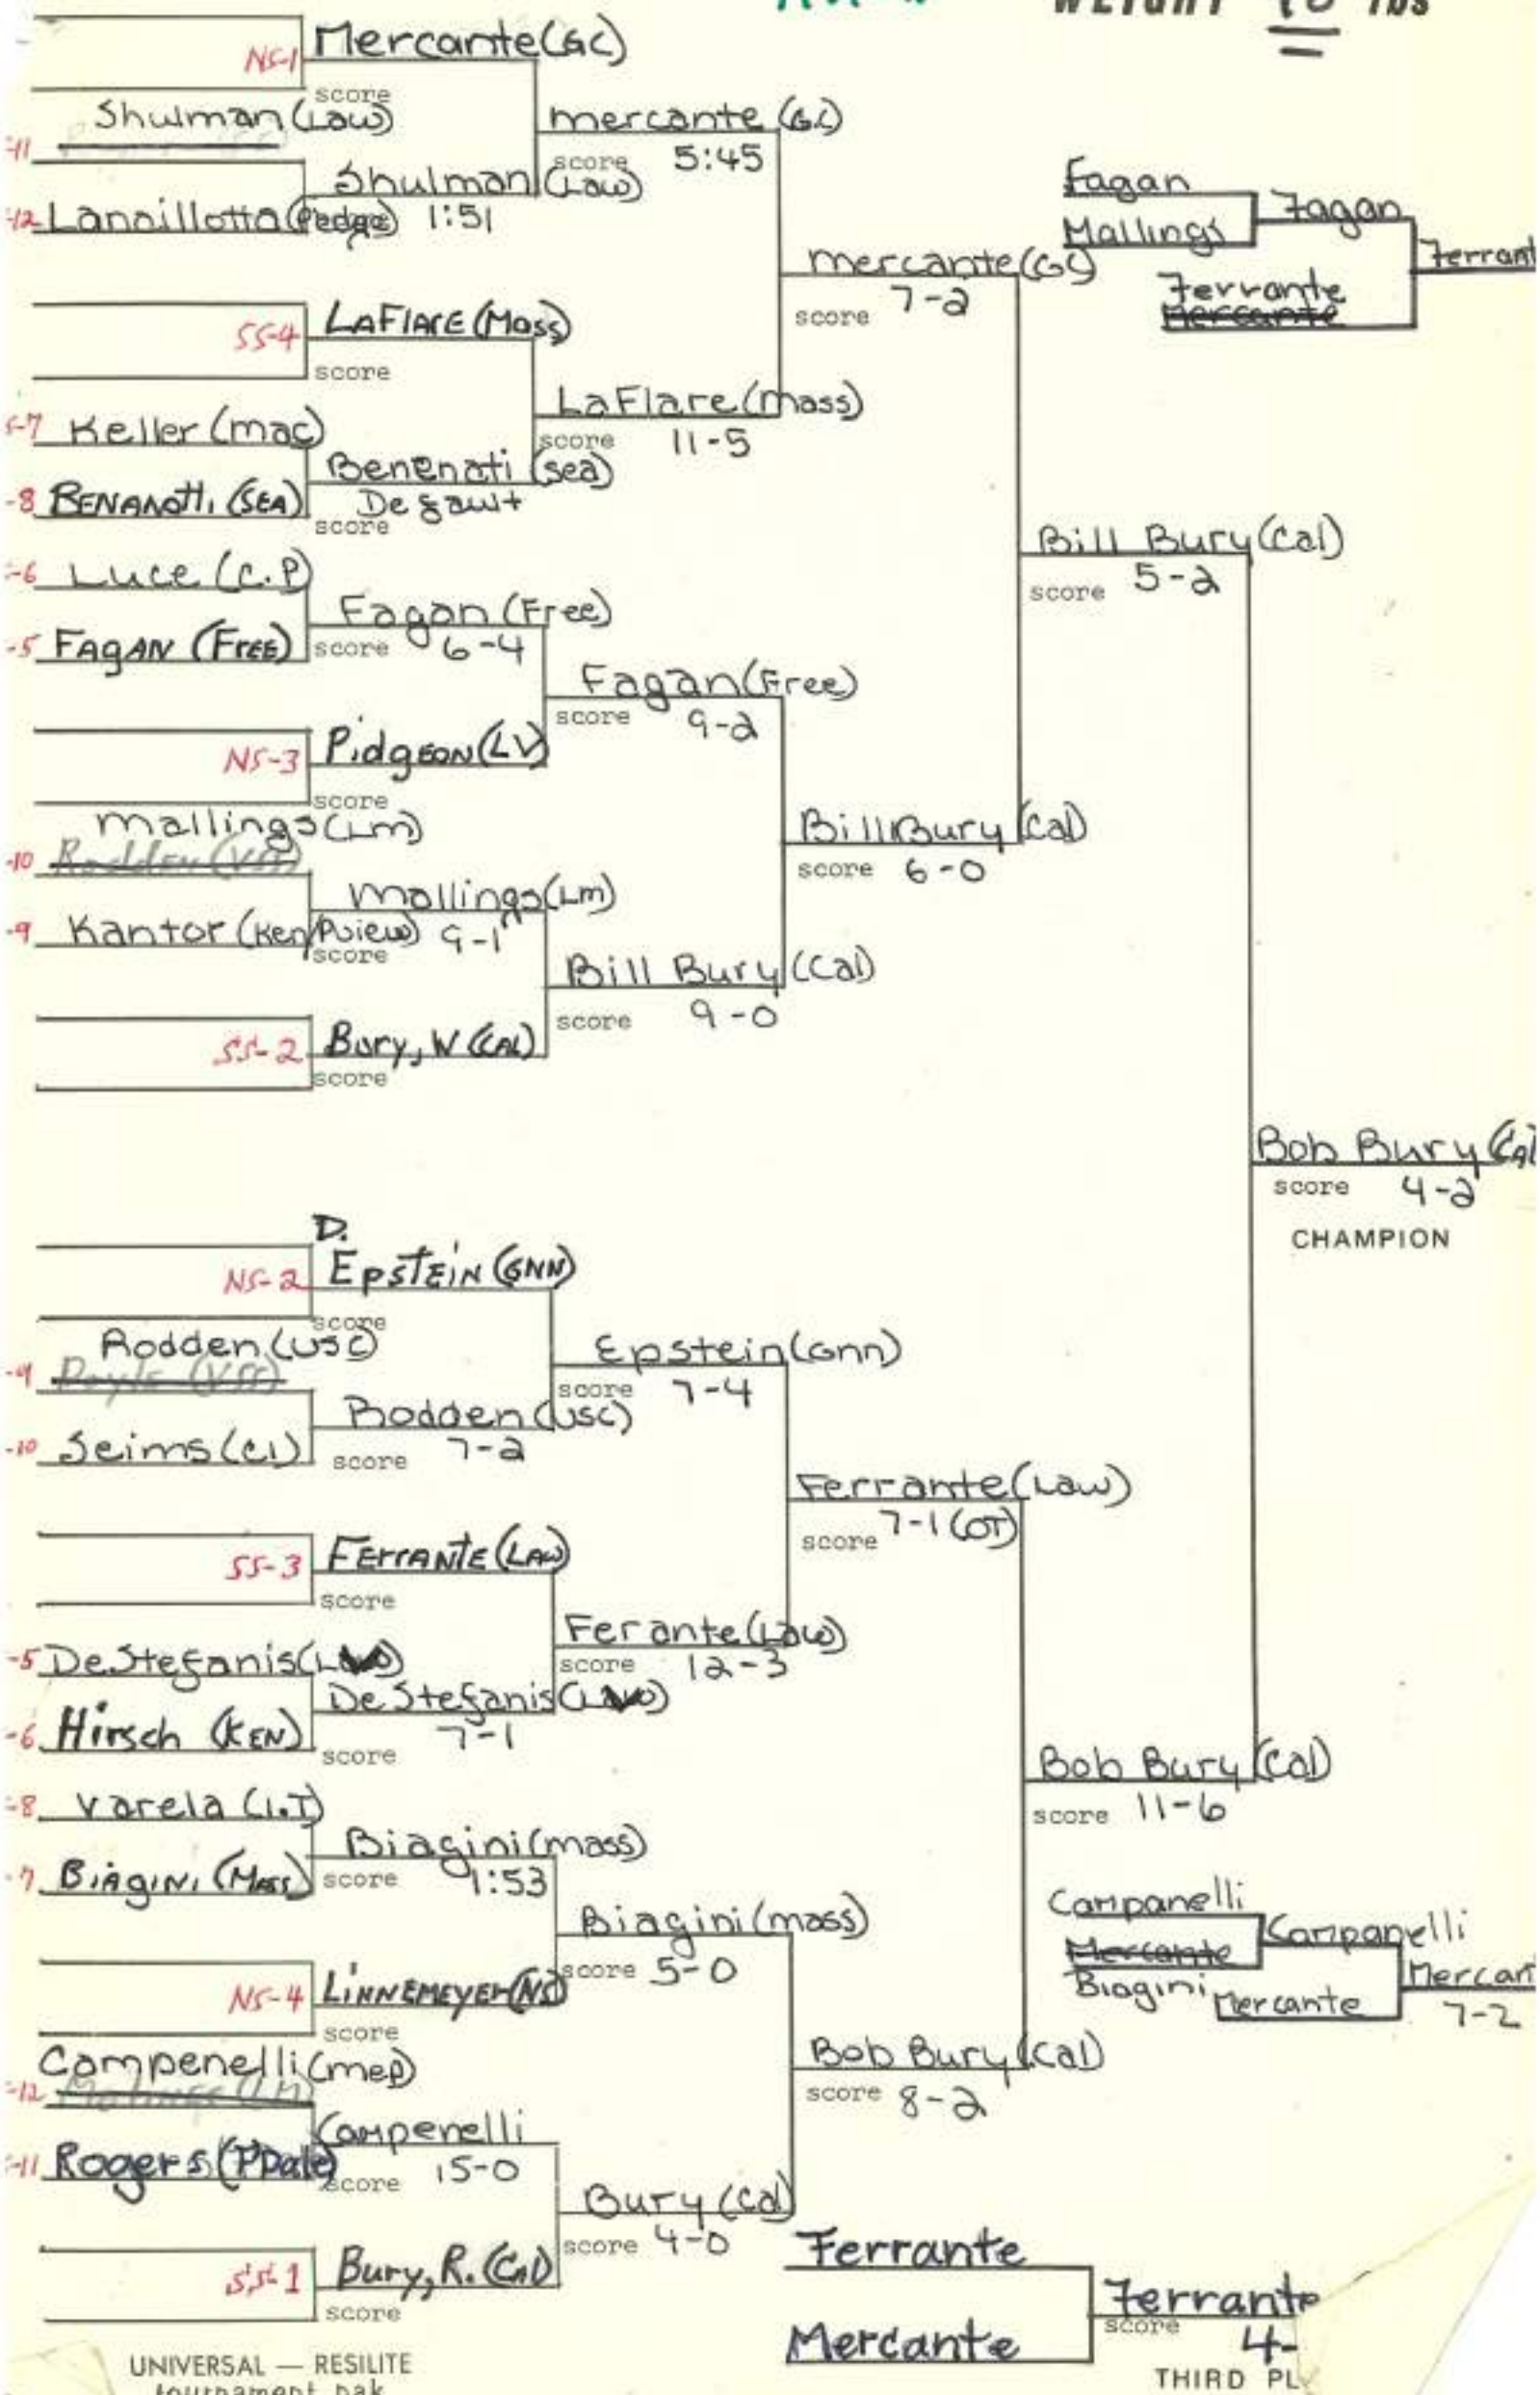 WEIGHT lbs
NS-1 Mercante (GC)
score
Shulman (Law)
mercante (G.C)
score 5:45
-11
Shulman (Law)
1:51
-12 Lancillotta
Fagan
Fagan
Mallings
Ferrant
Ferrante
Mercante
mercante (GC)
7-2
score
SS-4 LAFLARE (Mass)
score
LaFlare (mass)
score 11-5
S-7 Keller (mac)
Benenati (sea)
Default
-8 BENANOTTI (SEA)
score
Bill Bury (Cal)
score 5-2
-6 Luce (C.P)
Fagan (Free)
score 6-4
-5 FAGAN (FREE)
Fagan (Free)
score 9-2
NS-3 PIDGEON (LV)
score
Mallings (Lm)
-10 Rodden (VSS)
Bill Bury (Cal)
score 6-0
Mallings (Lm)
9-1
-9 Kantor (Ken/Pview)
score
Bill Bury (Cal)
score 9-0
SS-2 Bury, W (CAL)
score
Bob Bury (Cal
score 4-2
CHAMPION
D.
NS-2 EPSTEIN (GNN)
score
Rodden (USC)
-9
Epstein (Gnn)
score 7-4
Rodden (USC)
7-2
-10 Seims (CI)
score
Ferrante (Law)
score 7-1 (OT)
SS-3 FERRANTE (LAW)
score
Ferante (Law)
score 12-3
-5 DeStefanis
DeStefanis
7-1
-6 Hirsch (KEN)
score
Bob Bury (Cal)
score 11-6
-8 Varela (I.T)
Biagini (mass)
score 1:53
-7 BIAGINI (MASS)
Biagini (mass)
score 5-0
Campanelli
Campanelli
Mercante
Biagini
Mercante
Mercan
7-2
NS-4 LINNEMEYER (NS)
score
Campenelli (mep)
-12
Bob Bury (Cal)
score 8-2
Campenelli
score 15-0
-11 Rogers (PDale)
Bury (Cal)
score 4-0
SS-1 Bury, R. (CAL)
score
Ferrante
Ferrante
score 4-
Mercante
THIRD PL
UNIVERSAL — RESILITE
tournament pak